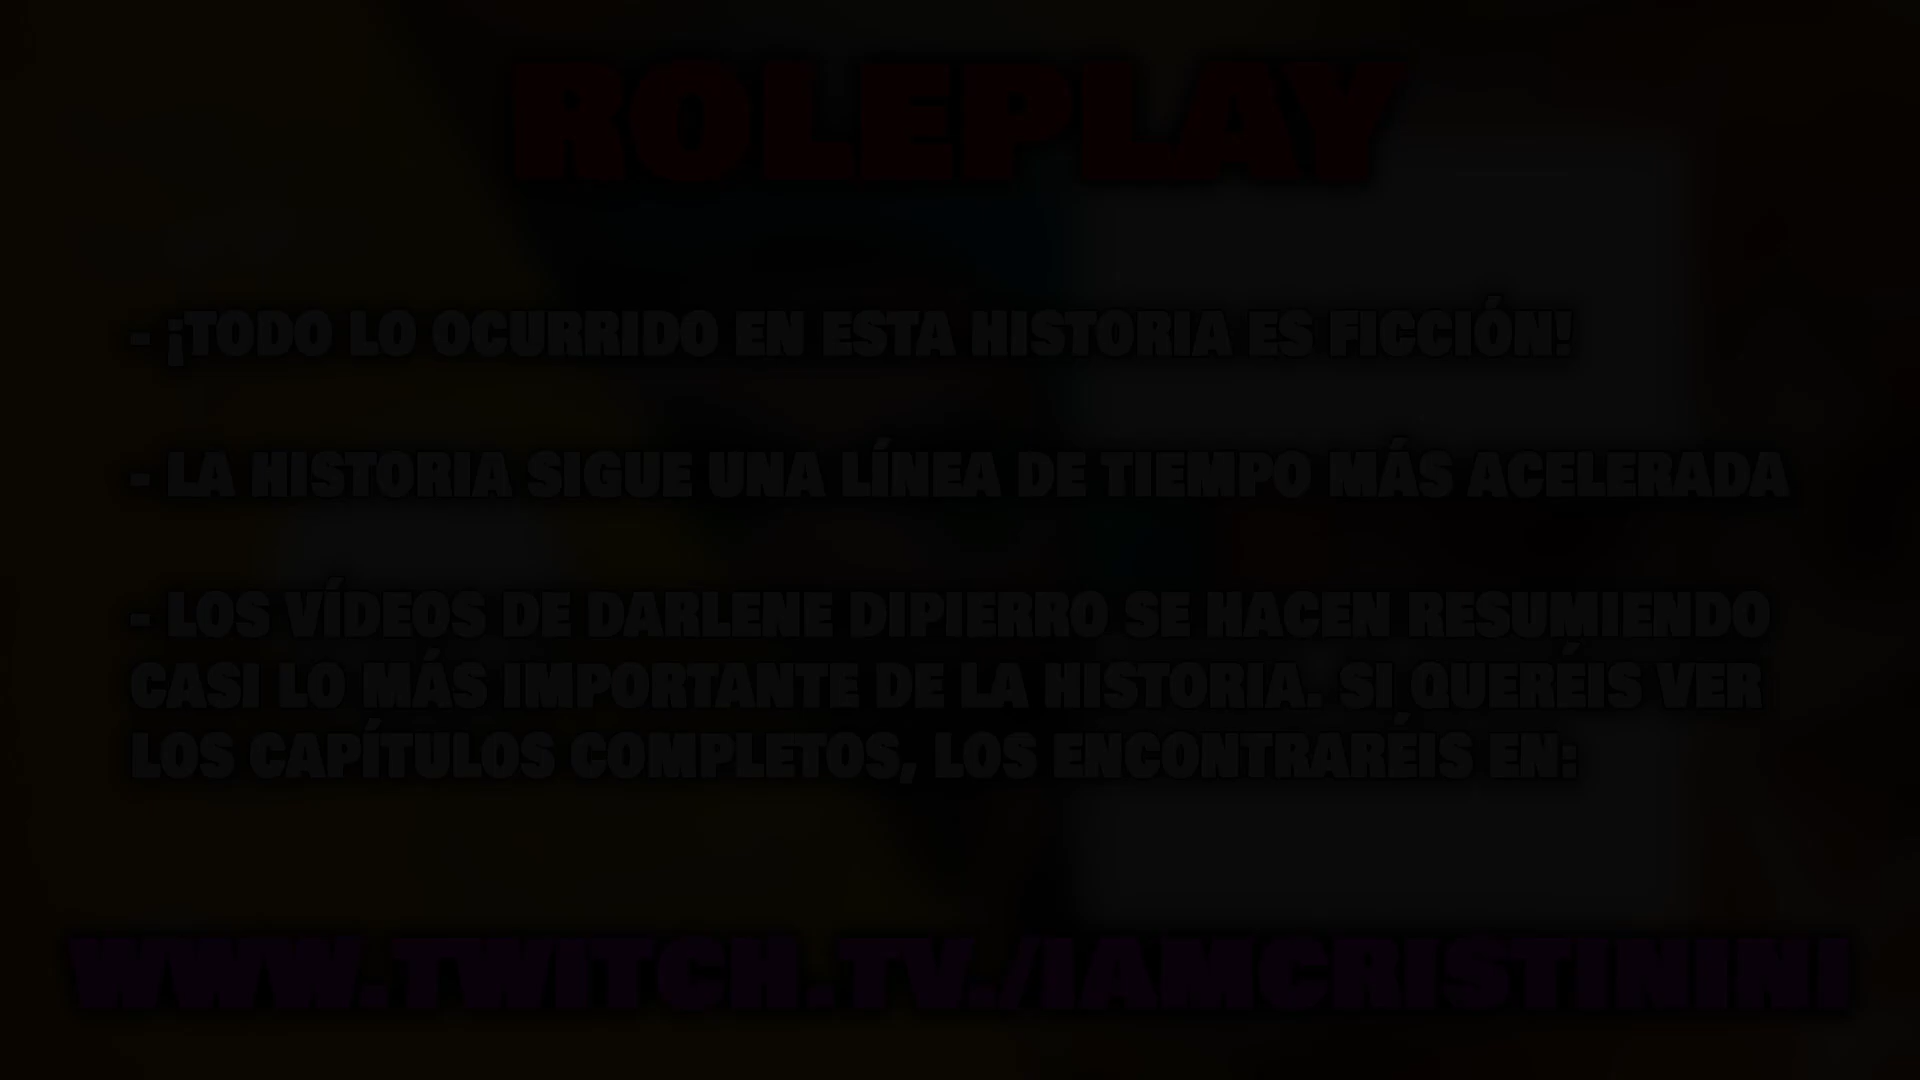 ROLEPLAY
- ¡TODO LO OCURRIDO EN ESTA HISTORIA ES FICCIÓN!
- LA HISTORIA SIGUE UNA LÍNEA DE TIEMPO MÁS ACELERADA
- LOS VÍDEOS DE DARLENE DIPIERRO SE HACEN RESUMIENDO
CASI LO MÁS IMPORTANTE DE LA HISTORIA. SI QUERÉIS VER
LOS CAPÍTULOS COMPLETOS, LOS ENCONTRARÉIS EN:
WWW.TWITCH.TV./IAMCRISTININI